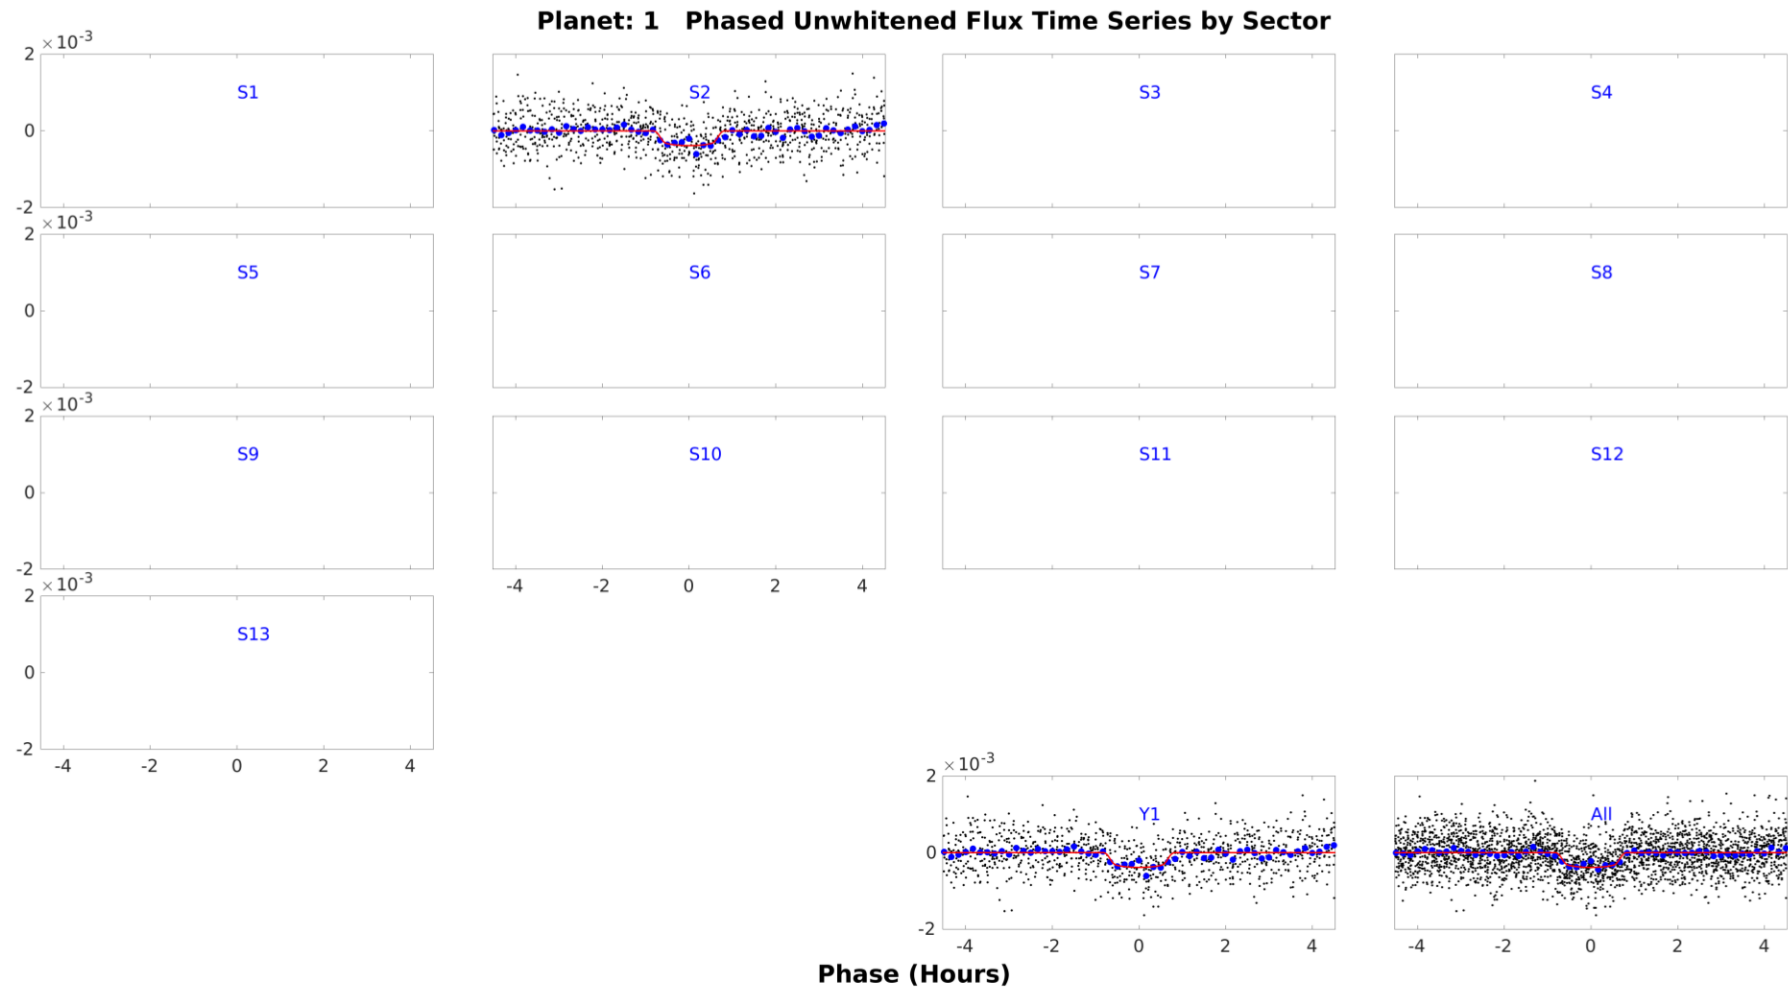 Planet: 1 Phased Unwhitened Flux Time Series by Sector
×10-3
2 0 -2
S1 S2 S3 S4
×10-3
2 0 -2
S5 S6 S7 S8
×10-3
2 0 -2
S9 S10 S11 S12
-4 -2 0 2 4
×10-3
2 0 -2
S13
-4 -2 0 2 4
×10-3
2 0 -2
Y1 All
-4 -2 0 2 4 -4 -2 0 2 4
Phase (Hours)